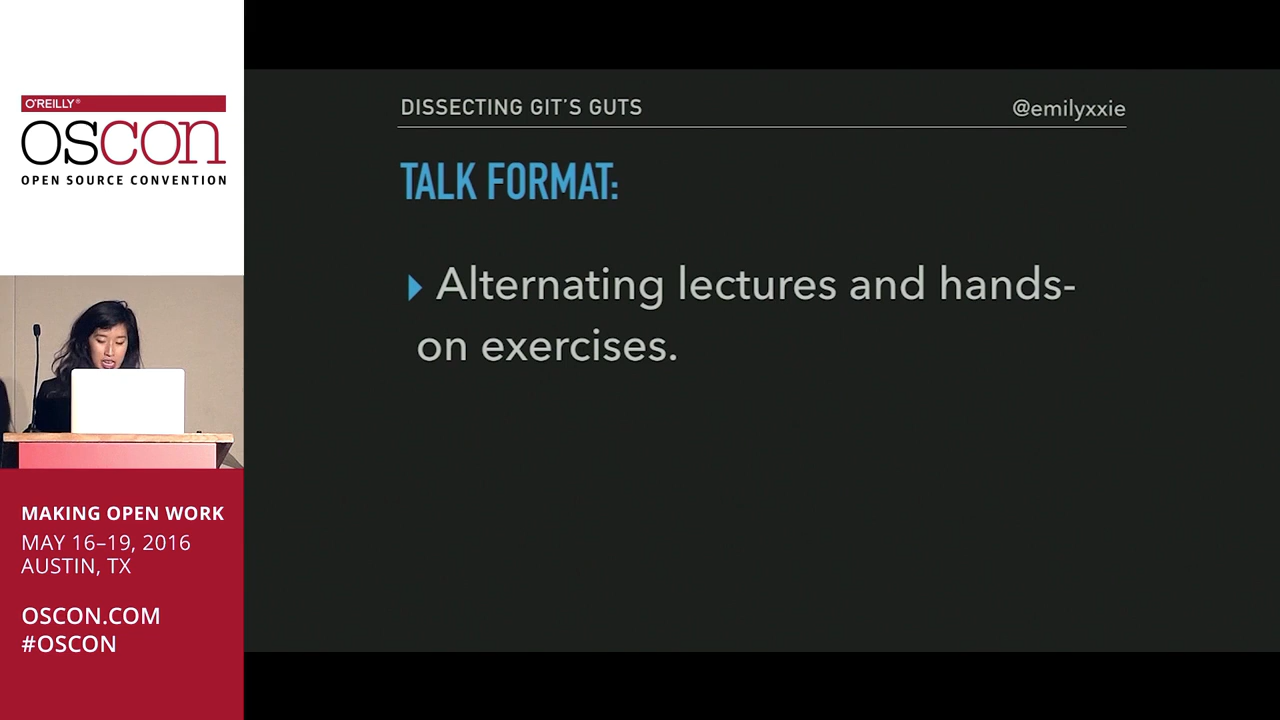 O'REILLY®
OSCON
OPEN SOURCE CONVENTION
MAKING OPEN WORK
MAY 16–19, 2016
AUSTIN, TX
OSCON.COM
#OSCON
DISSECTING GIT'S GUTS
@emilyxxie
TALK FORMAT:
Alternating lectures and hands-
on exercises.